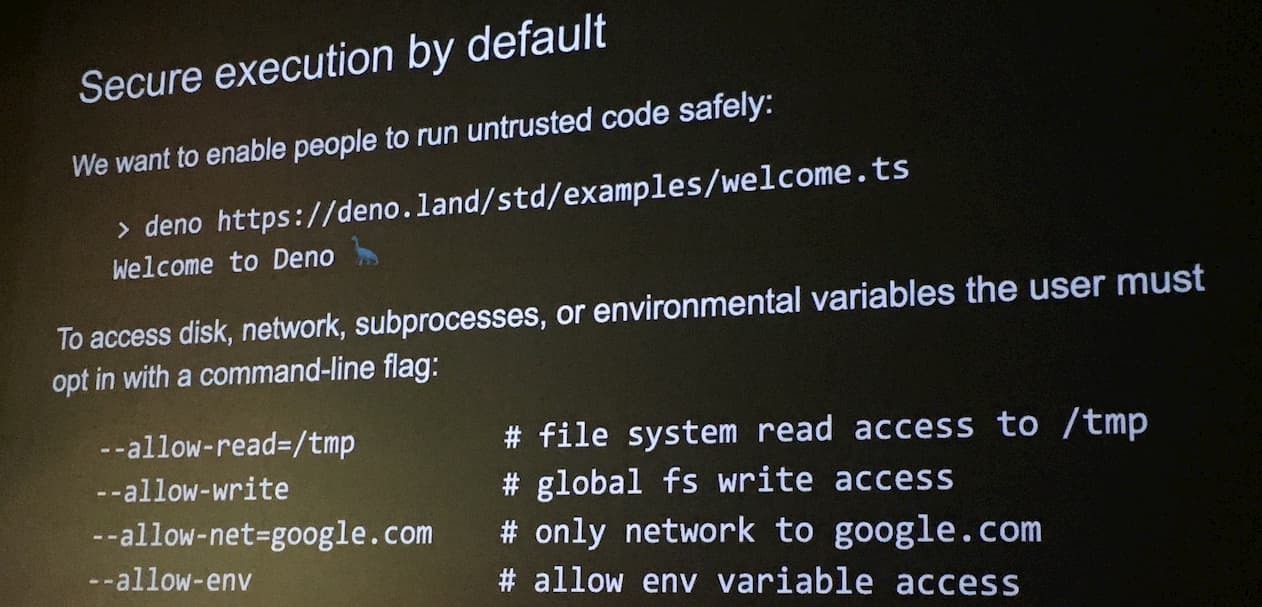 Secure execution by default
We want to enable people to run untrusted code safely:
> deno https://deno.land/std/examples/welcome.ts
Welcome to Deno 🦕
To access disk, network, subprocesses, or environmental variables the user must
opt in with a command-line flag:
--allow-read=/tmp # file system read access to /tmp
--allow-write # global fs write access
--allow-net=google.com # only network to google.com
--allow-env # allow env variable access